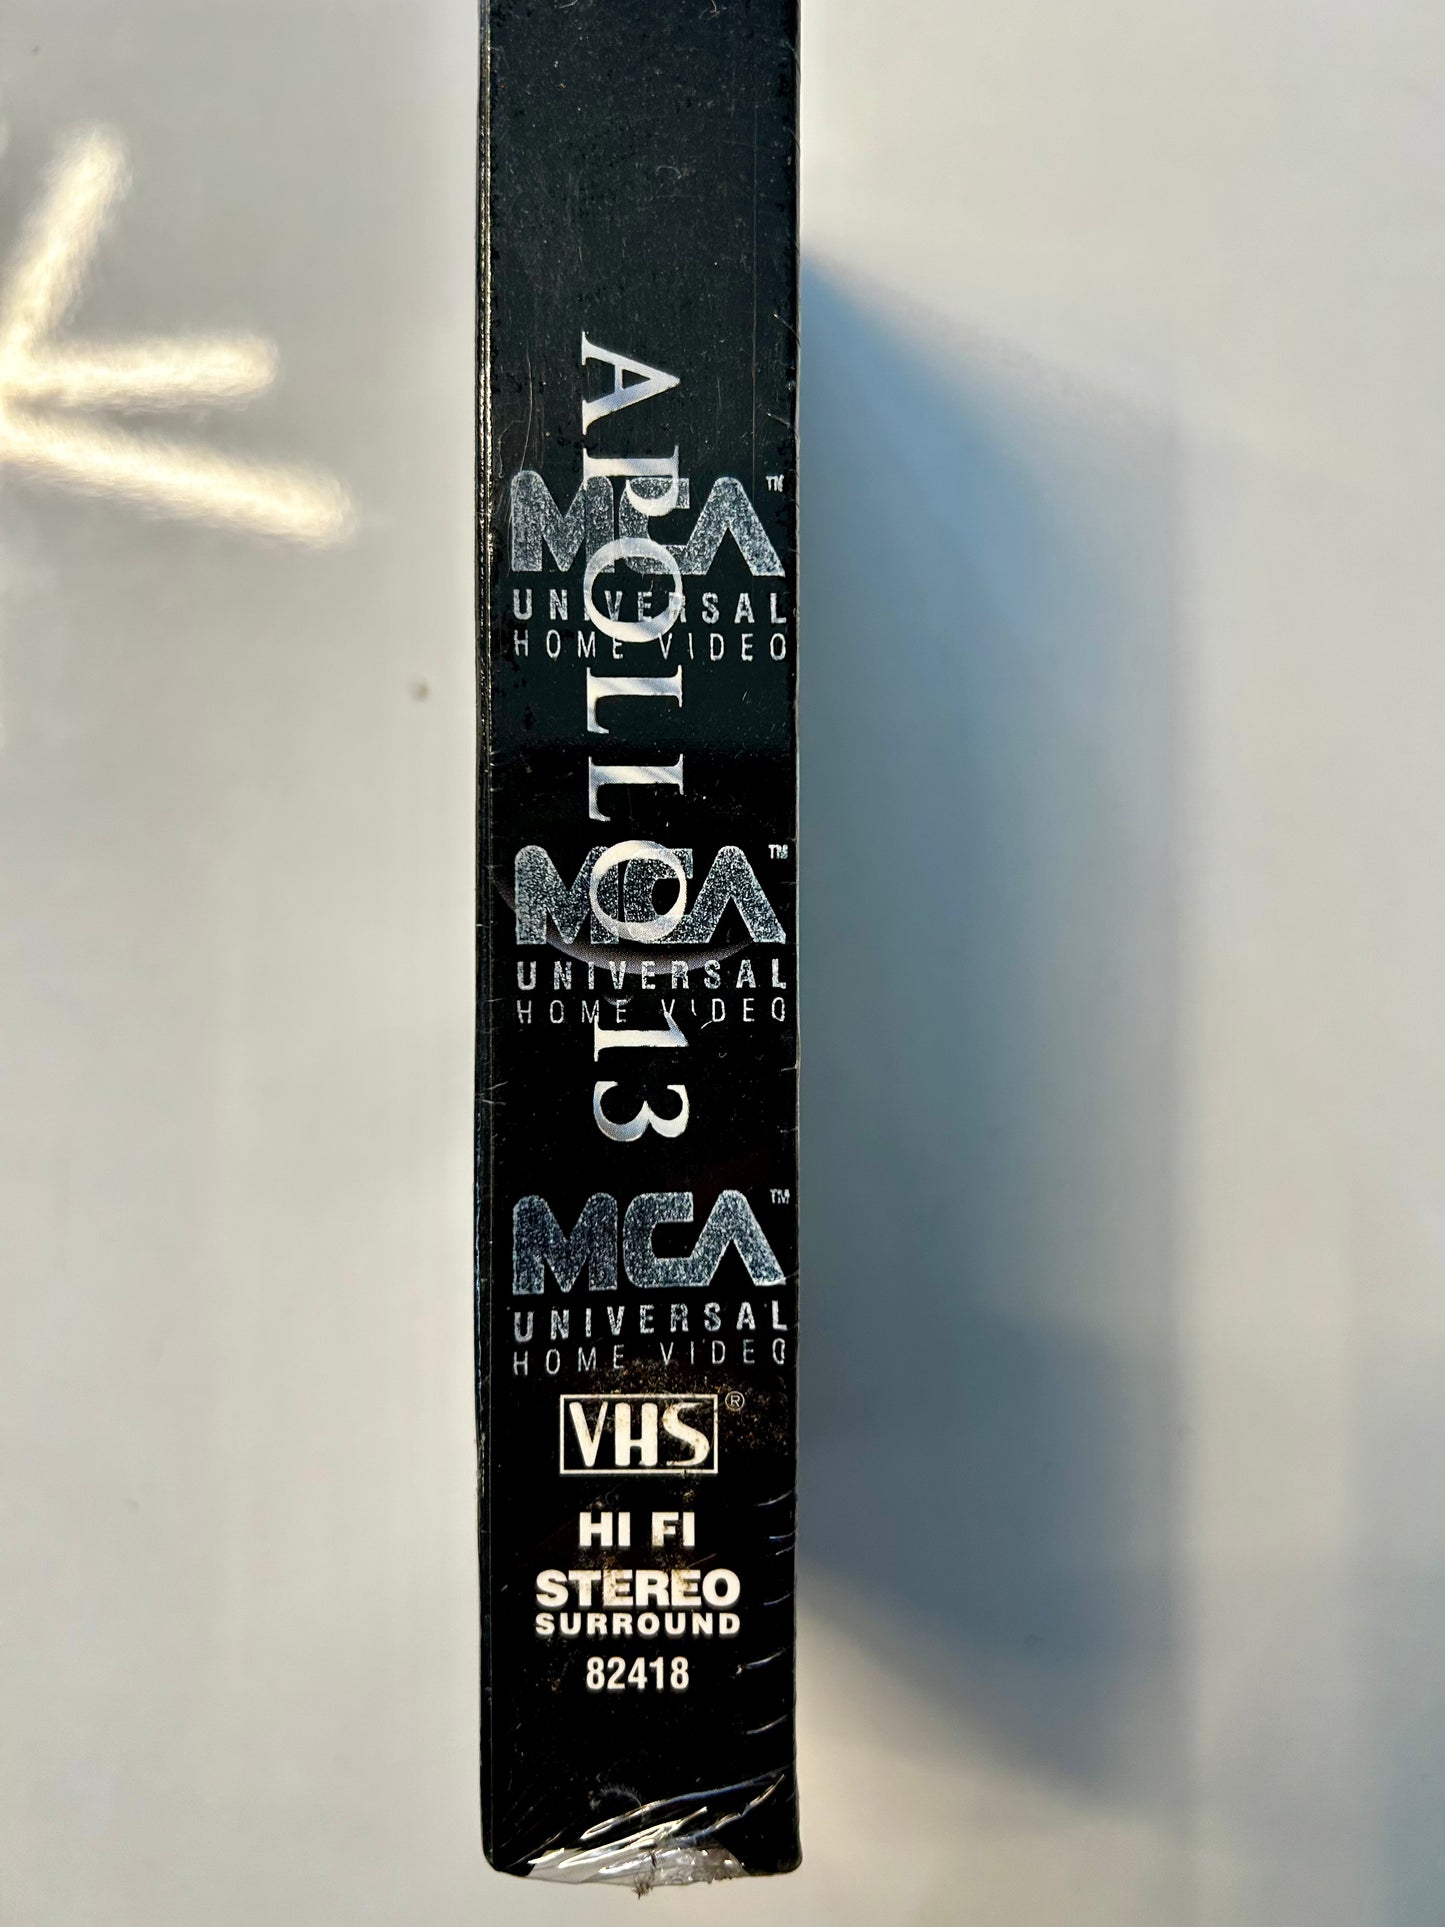 APOLLO 13
MCA™
UNIVERSAL
HOME VIDEO
MCA™
UNIVERSAL
HOME VIDEO
MCA™
UNIVERSAL
HOME VIDEO
VHS®
HI FI
STEREO
SURROUND
82418